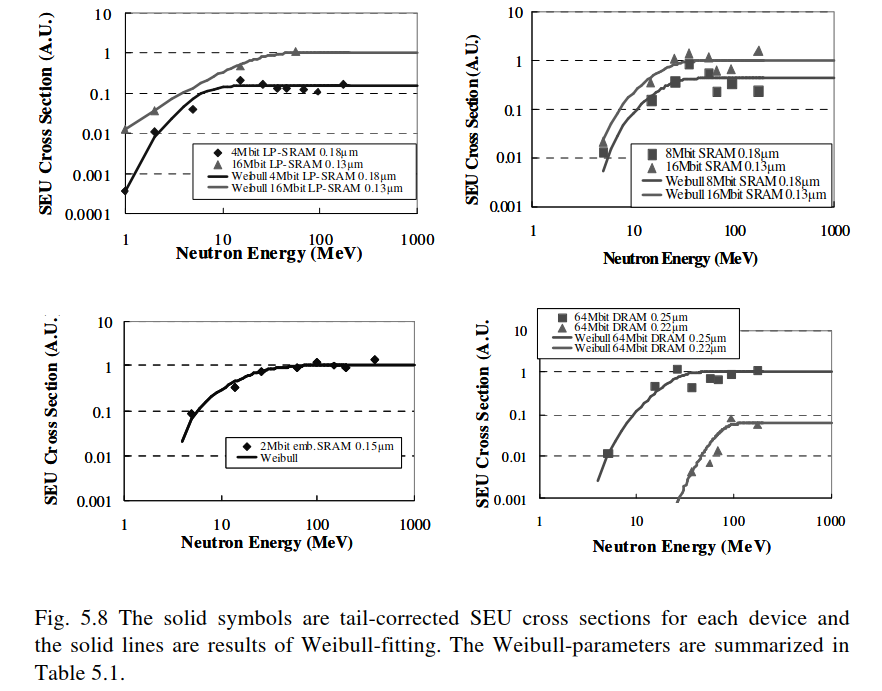 SEU Cross Section (A.U.)
10
1
0.1
0.01
0.001
0.0001
4Mbit LP-SRAM 0.18μm
16Mbit LP-SRAM 0.13μm
Weibull 4Mbit LP-SRAM 0.18μm
Weibull 16Mbit LP-SRAM 0.13μm
1 10 100 1000
Neutron Energy (MeV)
SEU Cross Section (A.U.)
10
1
0.1
0.01
0.001
8Mbit SRAM 0.18μm
16Mbit SRAM 0.13μm
Weibull 8Mbit SRAM 0.18μm
Weibull 16Mbit SRAM 0.13μm
1 10 100 1000
Neutron Energy (MeV)
SEU Cross Section (A.U.
10
1
0.1
0.01
0.001
2Mbit emb.SRAM 0.15μm
Weibull
1 10 100 1000
Neutron Energy (MeV)
SEU Cross Section (A.U.
64Mbit DRAM 0.25μm
64Mbit DRAM 0.22μm
Weibull 64Mbit DRAM 0.25μm
Weibull 64Mbit DRAM 0.22μm
10
1
0.1
0.01
0.001
1 10 100 1000
Neutron Energy (MeV)
Fig. 5.8 The solid symbols are tail-corrected SEU cross sections for each device and
the solid lines are results of Weibull-fitting. The Weibull-parameters are summarized in
Table 5.1.